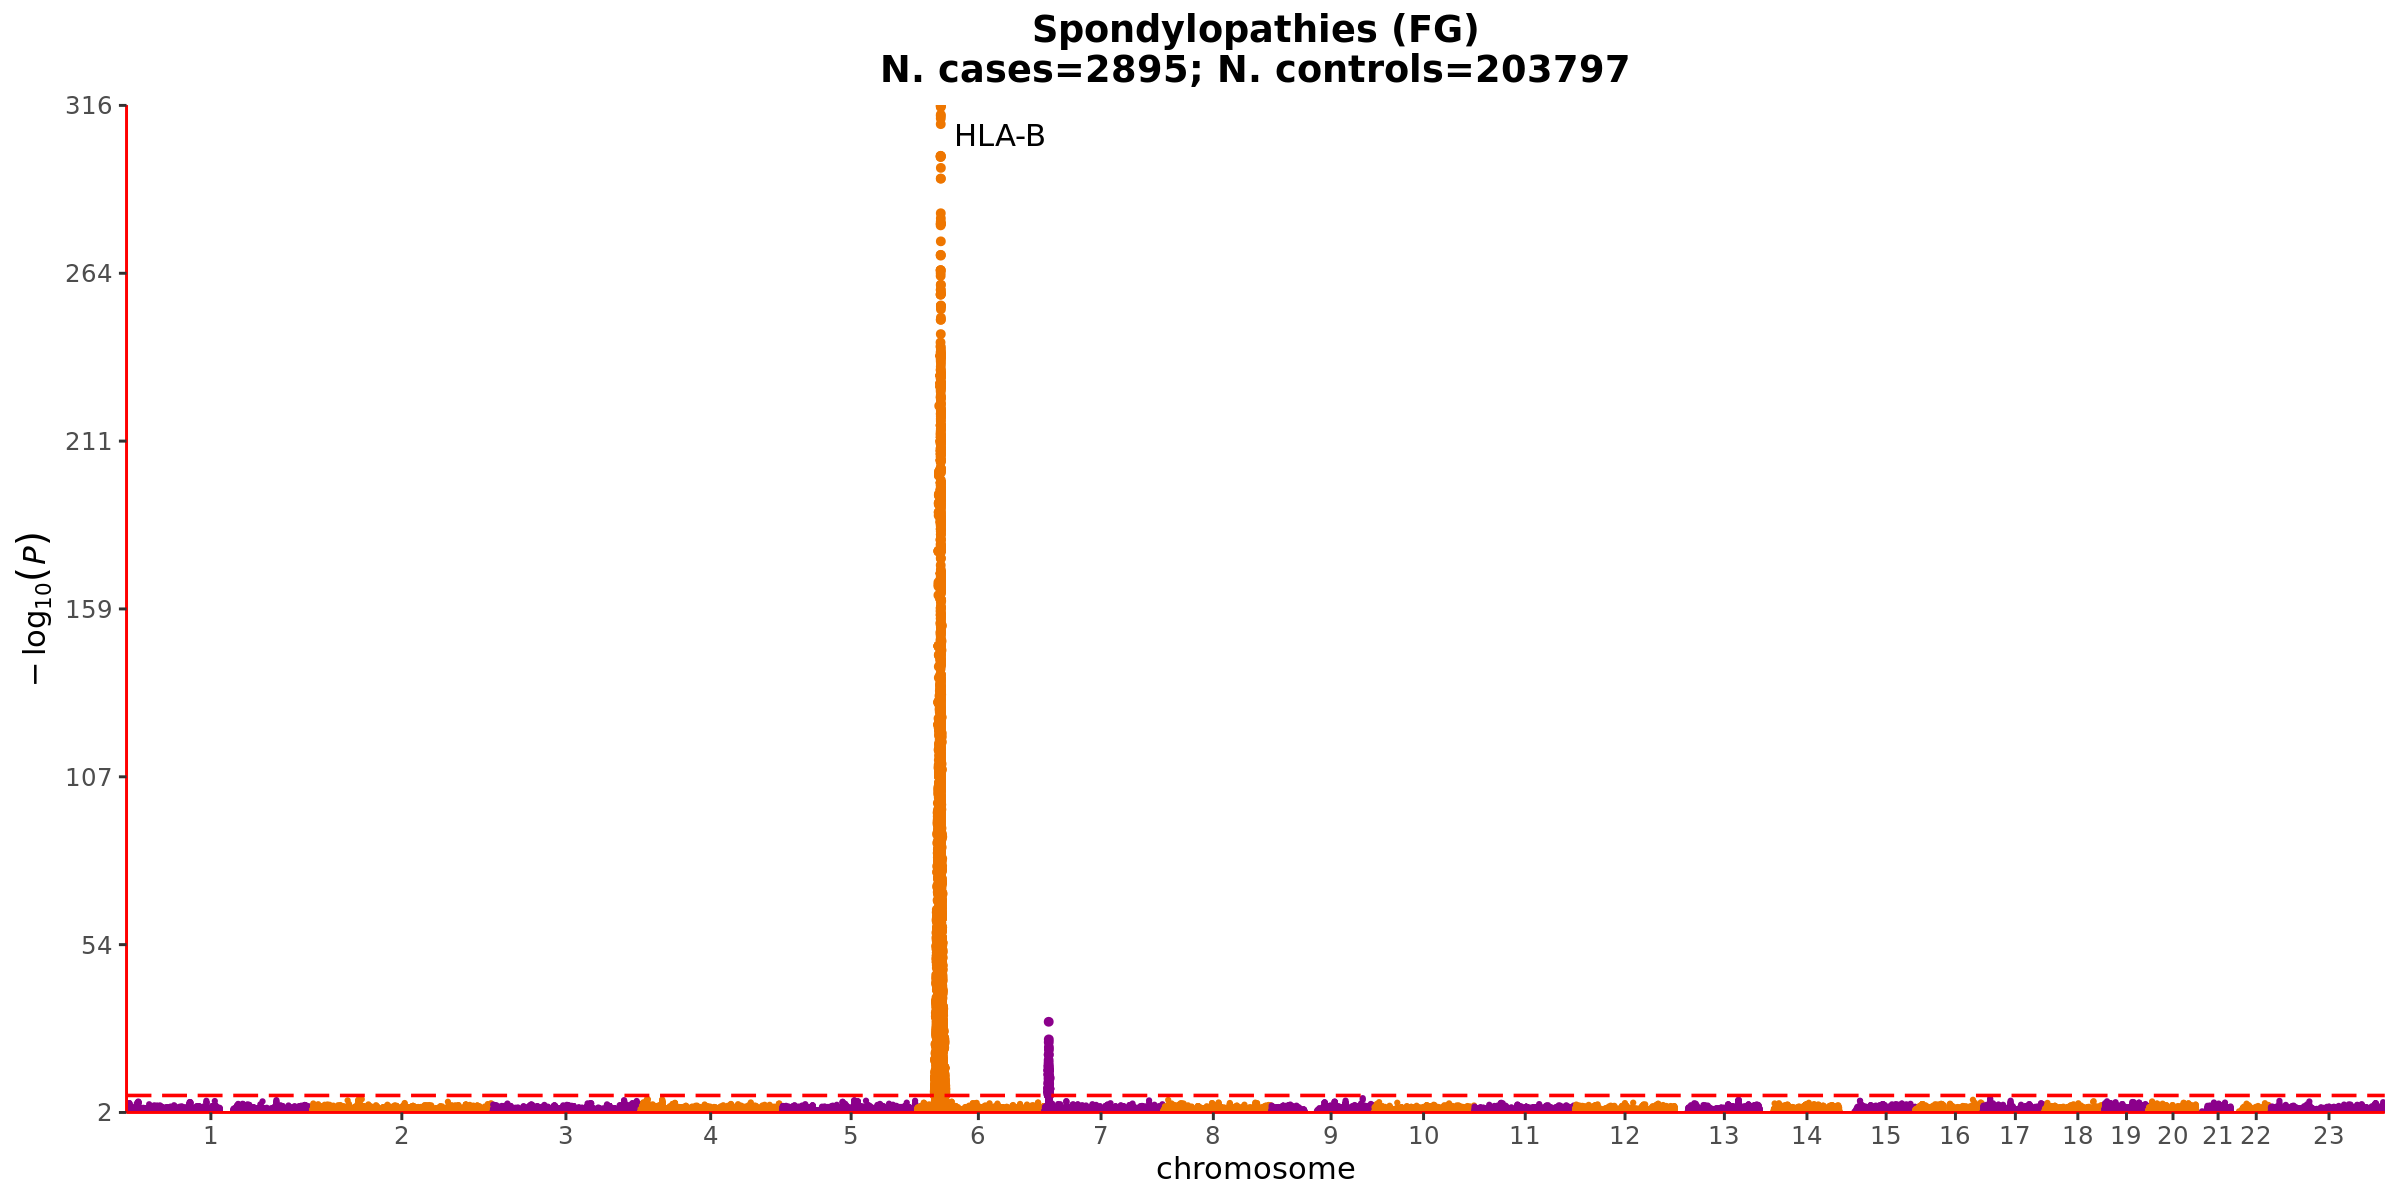 Spondylopathies (FG)
N. cases=2895; N. controls=203797
316
HLA-B
264
211
159
107
54
2
− log₁₀(P)
1 2 3 4 5 6 7 8 9 10 11 12 13 14 15 16 17 18 19 20 21 22 23
chromosome